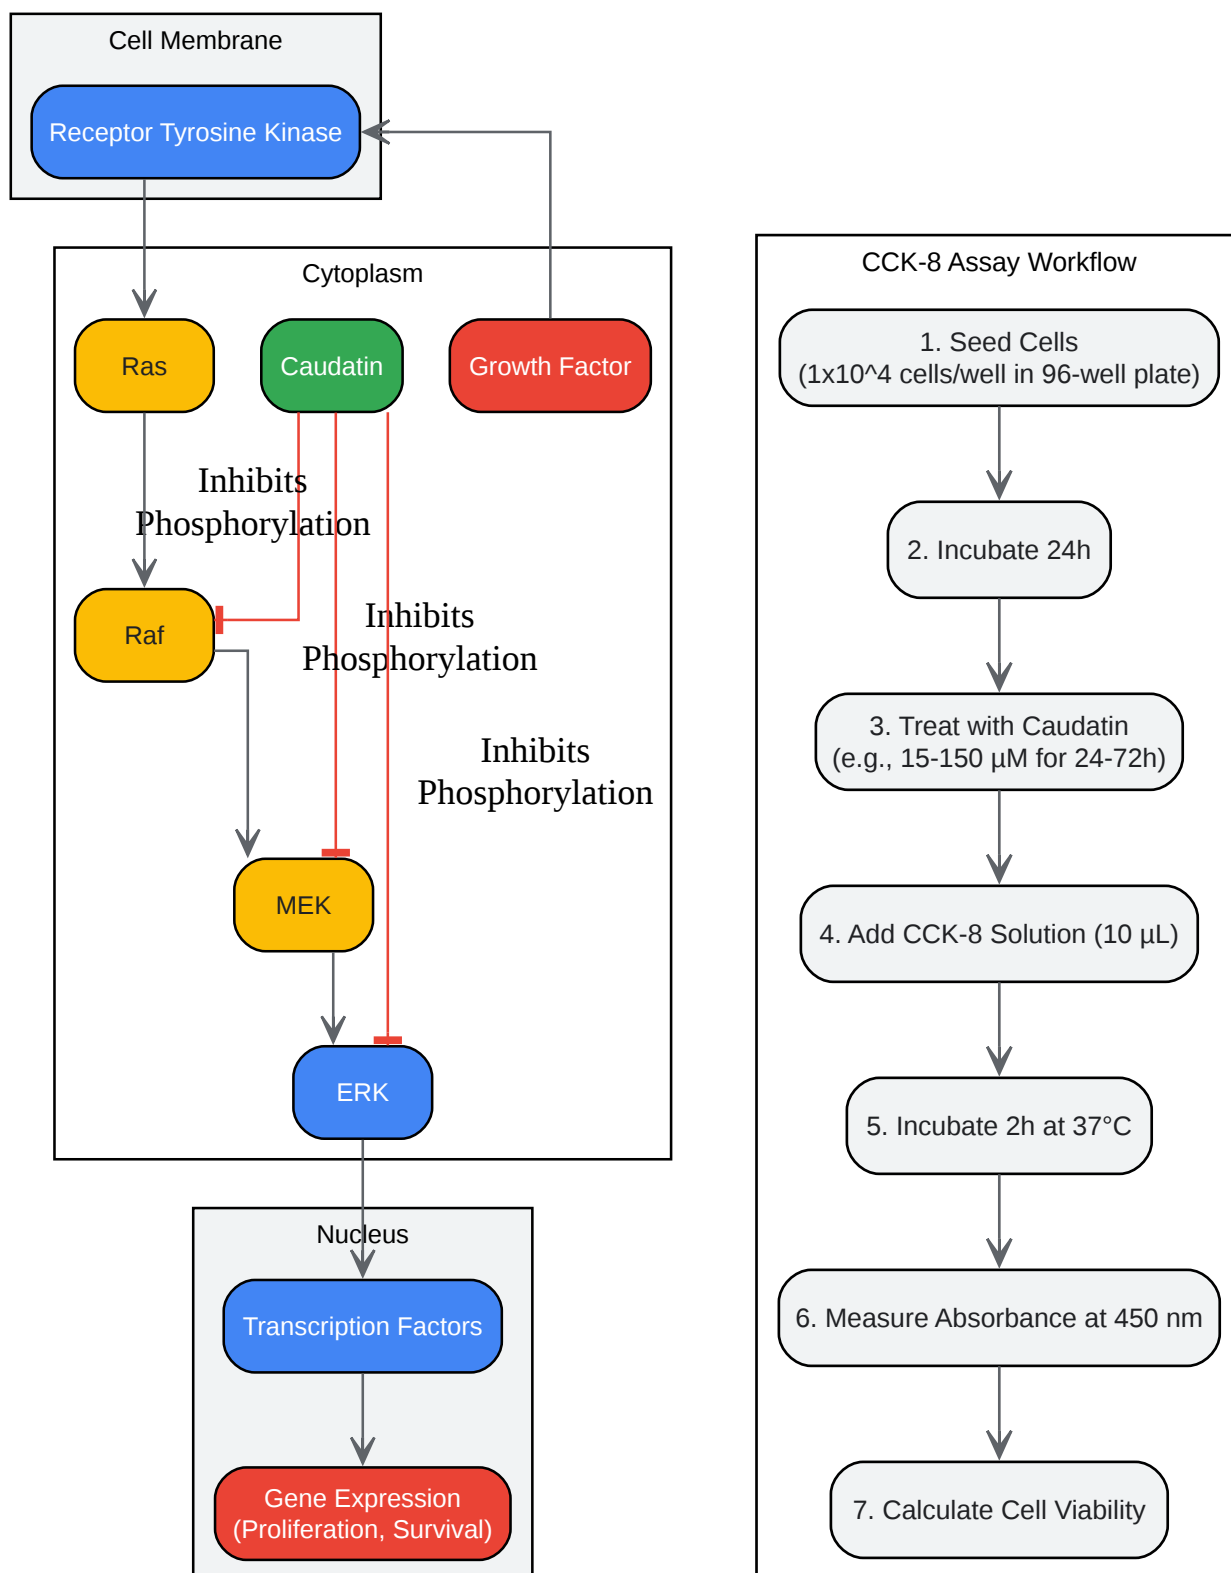 Cell Membrane
Receptor Tyrosine Kinase
Cytoplasm
Ras
Caudatin
Growth Factor
Inhibits
Phosphorylation
Raf
Inhibits
Phosphorylation
Inhibits
Phosphorylation
MEK
ERK
Nucleus
Transcription Factors
Gene Expression
(Proliferation, Survival)
CCK-8 Assay Workflow
1. Seed Cells
(1x10^4 cells/well in 96-well plate)
2. Incubate 24h
3. Treat with Caudatin
(e.g., 15-150 µM for 24-72h)
4. Add CCK-8 Solution (10 µL)
5. Incubate 2h at 37°C
6. Measure Absorbance at 450 nm
7. Calculate Cell Viability